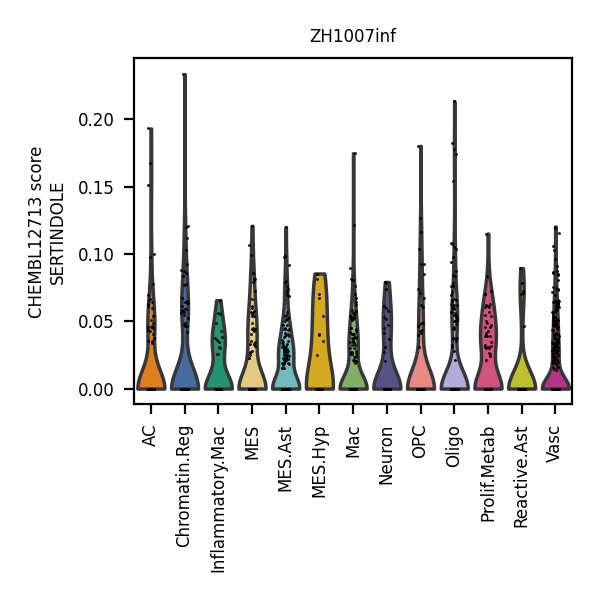 ZH1007inf
CHEMBL12713 score
SERTINDOLE
0.20
0.15
0.10
0.05
0.00
AC
Chromatin.Reg
Inflammatory.Mac
MES
MES.Ast
MES.Hyp
Mac
Neuron
OPC
Oligo
Prolif.Metab
Reactive.Ast
Vasc